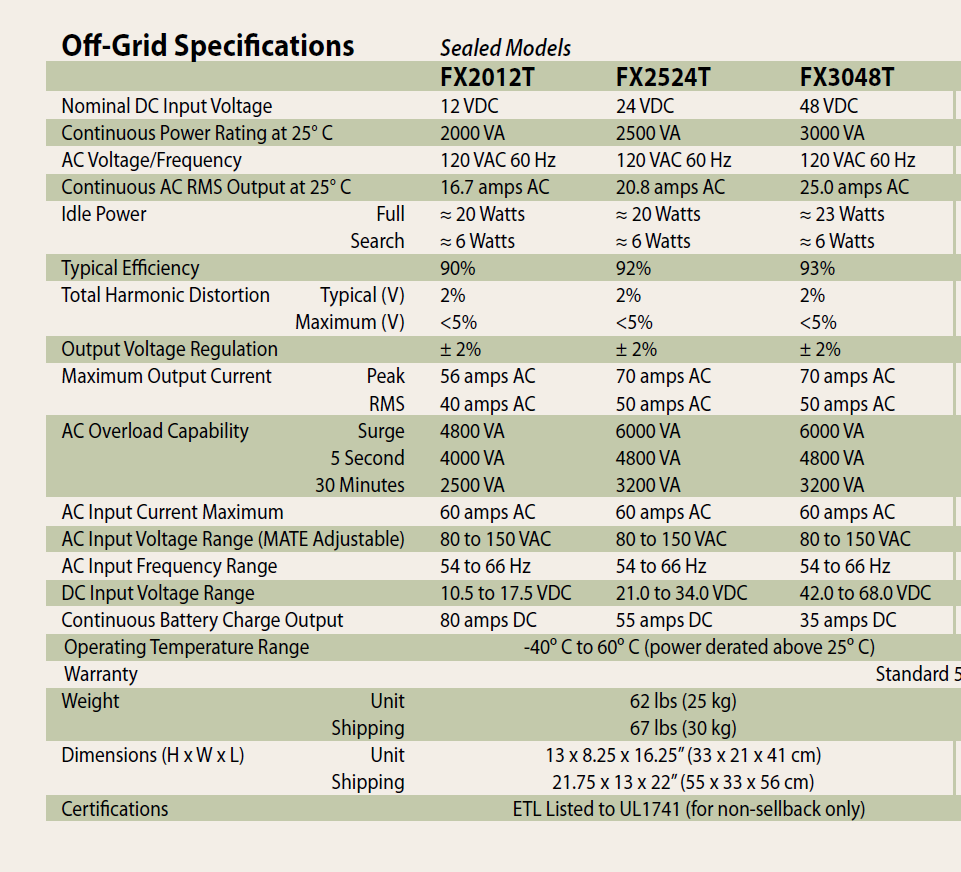 Off-Grid Specifications Sealed Models
FX2012T FX2524T FX3048T
Nominal DC Input Voltage 12 VDC 24 VDC 48 VDC
Continuous Power Rating at 25° C 2000 VA 2500 VA 3000 VA
AC Voltage/Frequency 120 VAC 60 Hz 120 VAC 60 Hz 120 VAC 60 Hz
Continuous AC RMS Output at 25° C 16.7 amps AC 20.8 amps AC 25.0 amps AC
Idle Power Full ≈ 20 Watts ≈ 20 Watts ≈ 23 Watts
Search ≈ 6 Watts ≈ 6 Watts ≈ 6 Watts
Typical Efficiency 90% 92% 93%
Total Harmonic Distortion Typical (V) 2% 2% 2%
Maximum (V) <5% <5% <5%
Output Voltage Regulation ± 2% ± 2% ± 2%
Maximum Output Current Peak 56 amps AC 70 amps AC 70 amps AC
RMS 40 amps AC 50 amps AC 50 amps AC
AC Overload Capability Surge 4800 VA 6000 VA 6000 VA
5 Second 4000 VA 4800 VA 4800 VA
30 Minutes 2500 VA 3200 VA 3200 VA
AC Input Current Maximum 60 amps AC 60 amps AC 60 amps AC
AC Input Voltage Range (MATE Adjustable) 80 to 150 VAC 80 to 150 VAC 80 to 150 VAC
AC Input Frequency Range 54 to 66 Hz 54 to 66 Hz 54 to 66 Hz
DC Input Voltage Range 10.5 to 17.5 VDC 21.0 to 34.0 VDC 42.0 to 68.0 VDC
Continuous Battery Charge Output 80 amps DC 55 amps DC 35 amps DC
Operating Temperature Range -40º C to 60º C (power derated above 25º C)
Warranty Standard 5
Weight Unit 62 lbs (25 kg)
Shipping 67 lbs (30 kg)
Dimensions (H x W x L) Unit 13 x 8.25 x 16.25” (33 x 21 x 41 cm)
Shipping 21.75 x 13 x 22” (55 x 33 x 56 cm)
Certifications ETL Listed to UL1741 (for non-sellback only)